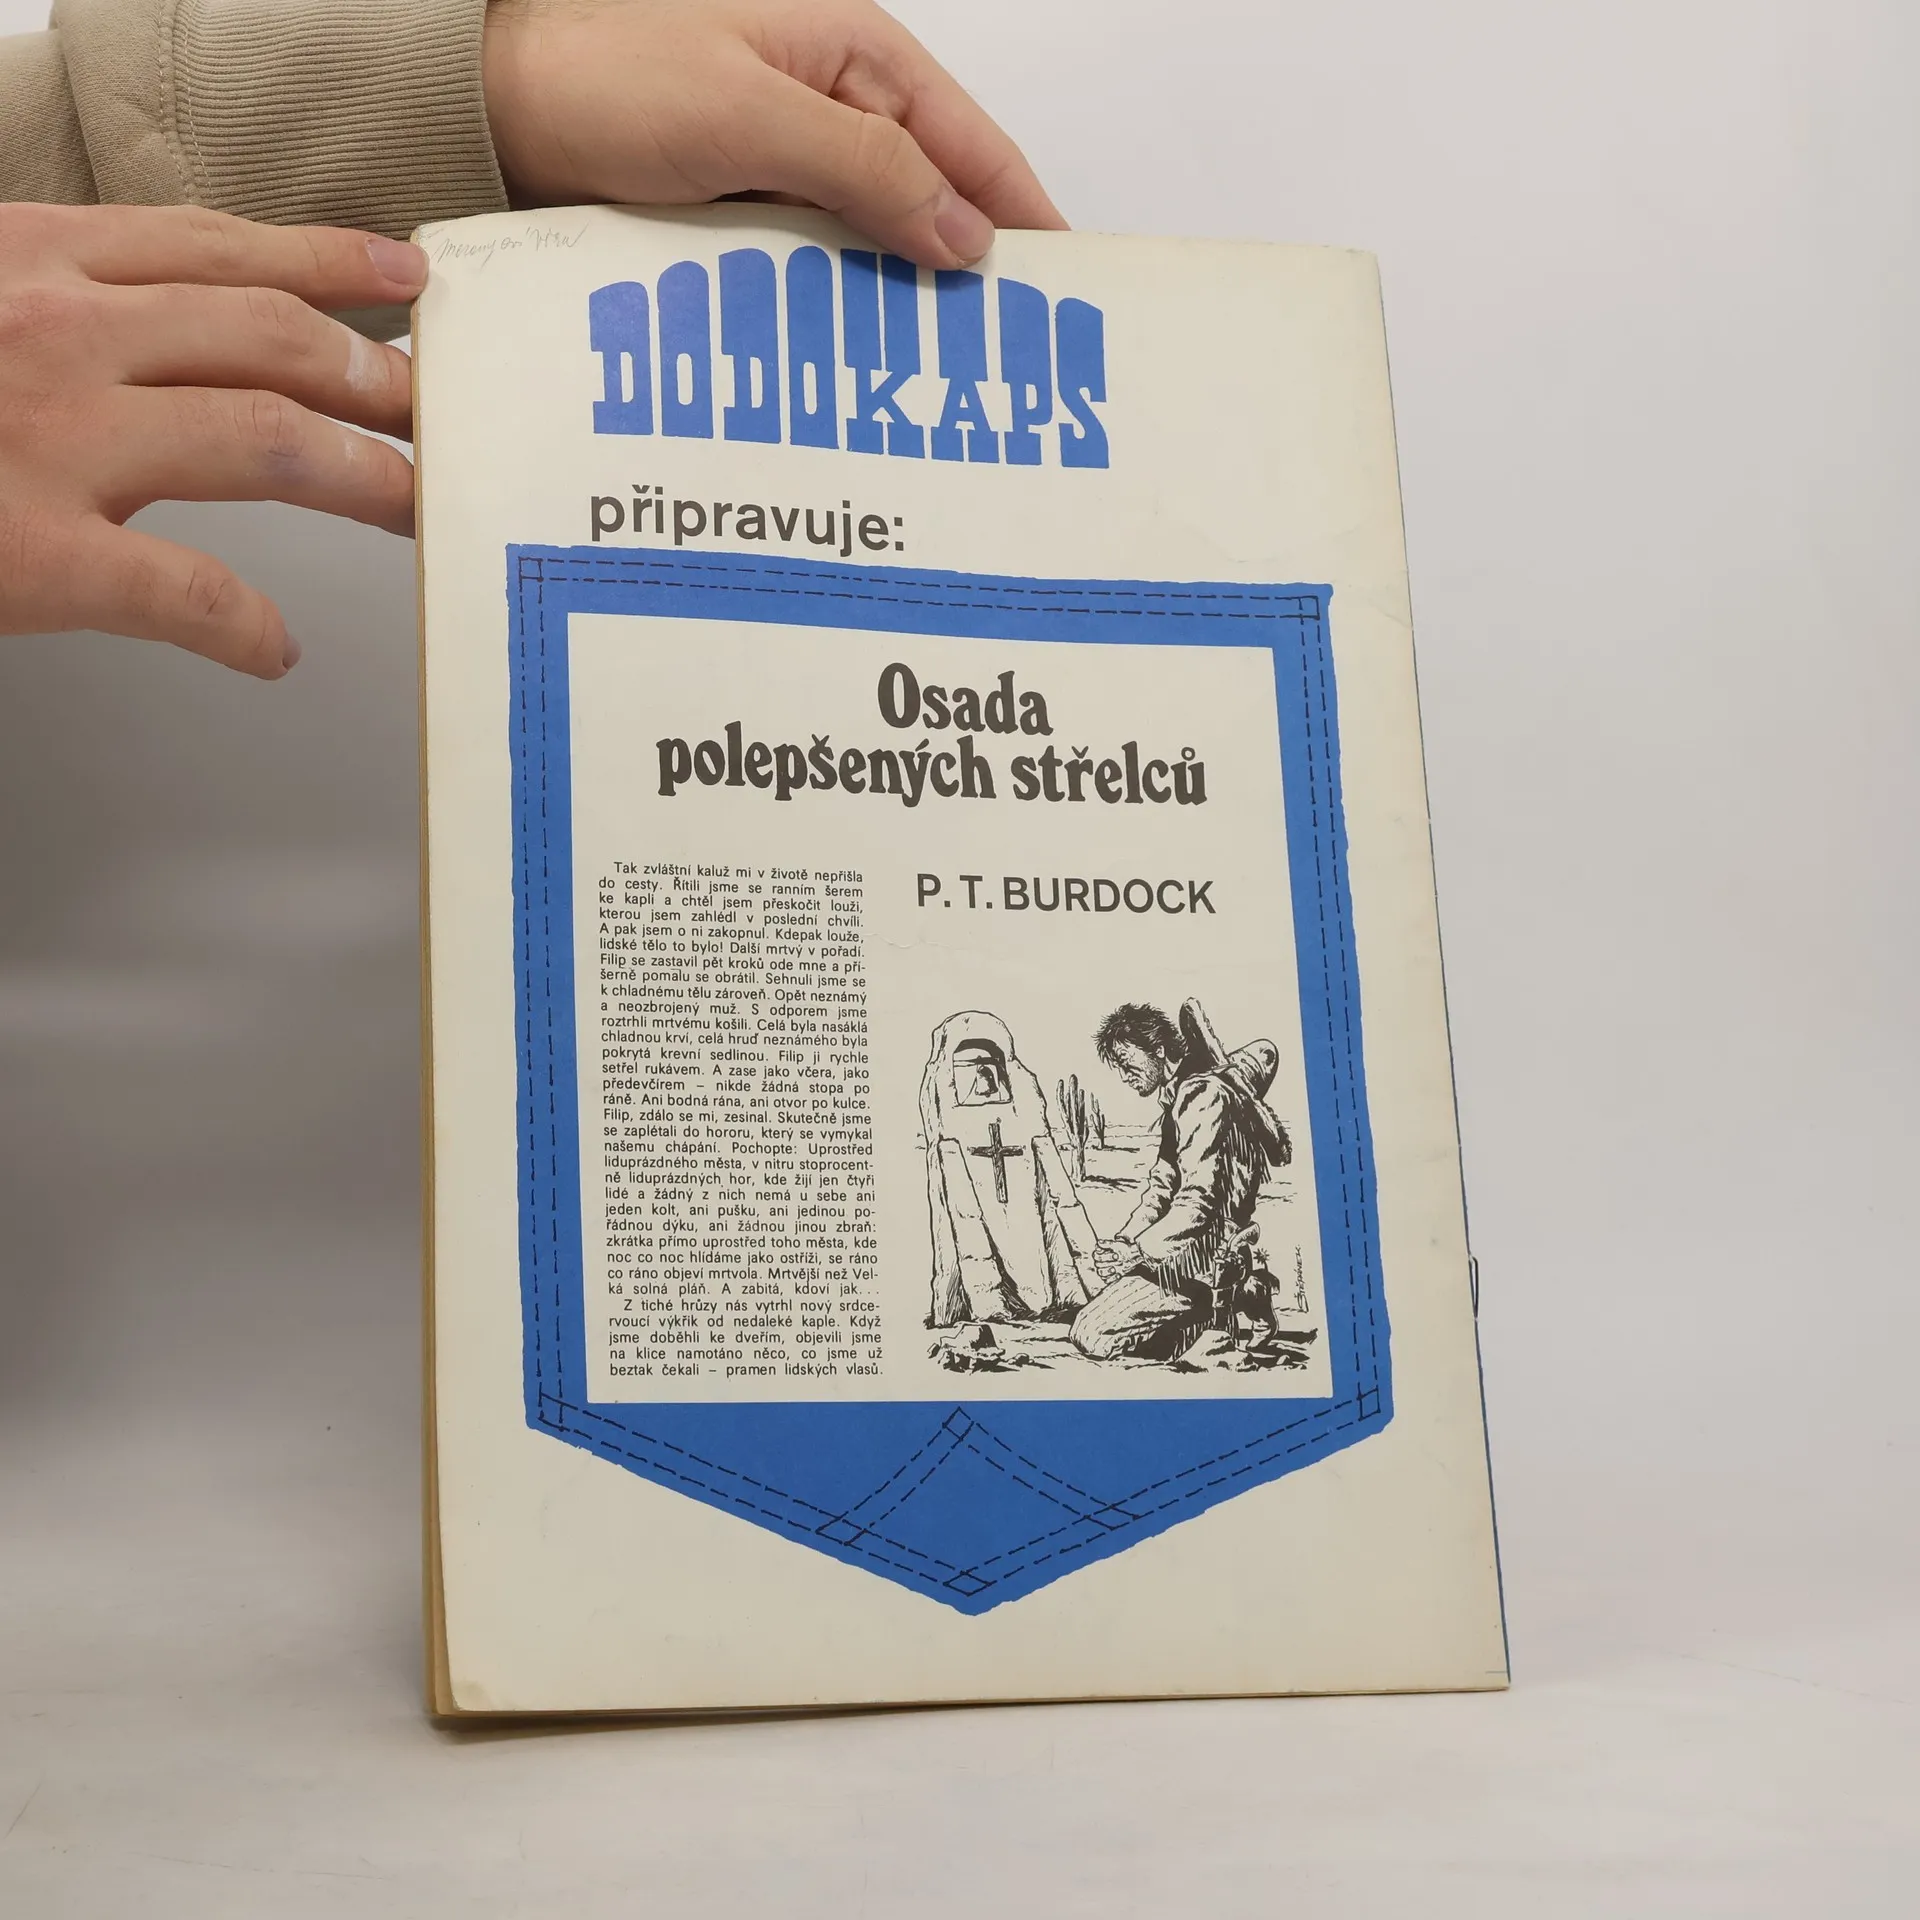 DODOKAPS
připravuje:
Osada
polepšených střelců
P. T. BURDOCK
Tak zvláštní kaluž mi v životě nepřišla
do cesty. Řítili jsme se ranním šerem
ke kapli a chtěl jsem přeskočit louži,
kterou jsem zahlédl v poslední chvíli.
A pak jsem o ni zakopnul. Kdepak louže,
lidské tělo to bylo! Další mrtvý v pořadí.
Filip se zastavil pět kroků ode mne a pří-
šerně pomalu se obrátil. Sehnuli jsme se
k chladnému tělu zároveň. Opět neznámý
a neozbrojený muž. S odporem jsme
roztrhli mrtvému košili. Celá byla nasáklá
chladnou krví, celá hruď neznámého byla
pokrytá krevní sedlinou. Filip ji rychle
setřel rukávem. A zase jako včera, jako
předevčírem – nikde žádná stopa po
ráně. Ani bodná rána, ani otvor po kulce.
Filip, zdálo se mi, zesinal. Skutečně jsme
se zaplétali do hororu, který se vymykal
našemu chápání. Pochopte: Uprostřed
liduprázdného města, v nitru stoprocent-
ně liduprázdných hor, kde žijí jen čtyři
lidé a žádný z nich nemá u sebe ani
jeden kolt, ani pušku, ani jedinou po-
řádnou dýku, ani žádnou jinou zbraň:
zkrátka přímo uprostřed toho města, kde
noc co noc hlídáme jako ostříži, se ráno
co ráno objeví mrtvola. Mrtvější než Vel-
ká solná pláň. A zabitá, kdoví jak...
Z tiché hrůzy nás vytrhl nový srdce-
rvoucí výkřik od nedaleké kaple. Když
jsme doběhli ke dveřím, objevili jsme
na klice namotáno něco, co jsme už
beztak čekali – pramen lidských vlasů.